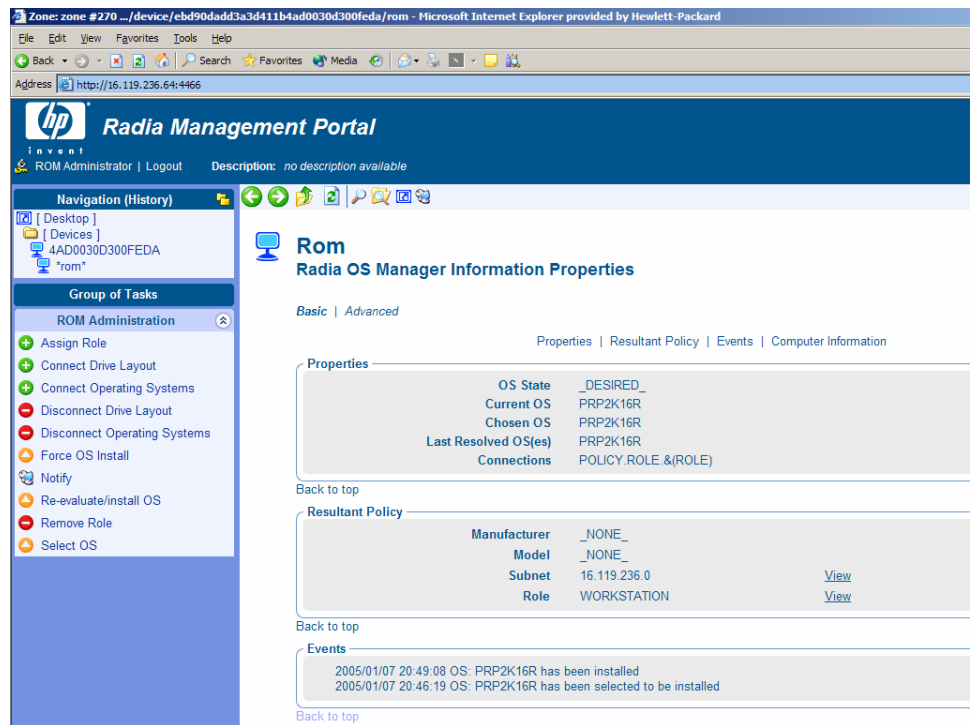 Zone: zone #270 .../device/ebd90dadd3a3d411b4ad0030d300feda/rom - Microsoft Internet Explorer provided by Hewlett-Packard
File Edit View Favorites Tools Help
Back Search Favorites Media
Address http://16.119.236.64:4466
hp Radia Management Portal
invent
ROM Administrator | Logout Description: no description available
Navigation (History)
[ Desktop ]
[ Devices ]
4AD0030D300FEDA
*rom*
Group of Tasks
ROM Administration
Assign Role
Connect Drive Layout
Connect Operating Systems
Disconnect Drive Layout
Disconnect Operating Systems
Force OS Install
Notify
Re-evaluate/install OS
Remove Role
Select OS
Rom
Radia OS Manager Information Properties
Basic | Advanced
Properties | Resultant Policy | Events | Computer Information
Properties
OS State _DESIRED_
Current OS PRP2K16R
Chosen OS PRP2K16R
Last Resolved OS(es) PRP2K16R
Connections POLICY.ROLE.&(ROLE)
Back to top
Resultant Policy
Manufacturer _NONE_
Model _NONE_
Subnet 16.119.236.0 View
Role WORKSTATION View
Back to top
Events
2005/01/07 20:49:08 OS: PRP2K16R has been installed
2005/01/07 20:46:19 OS: PRP2K16R has been selected to be installed
Back to top